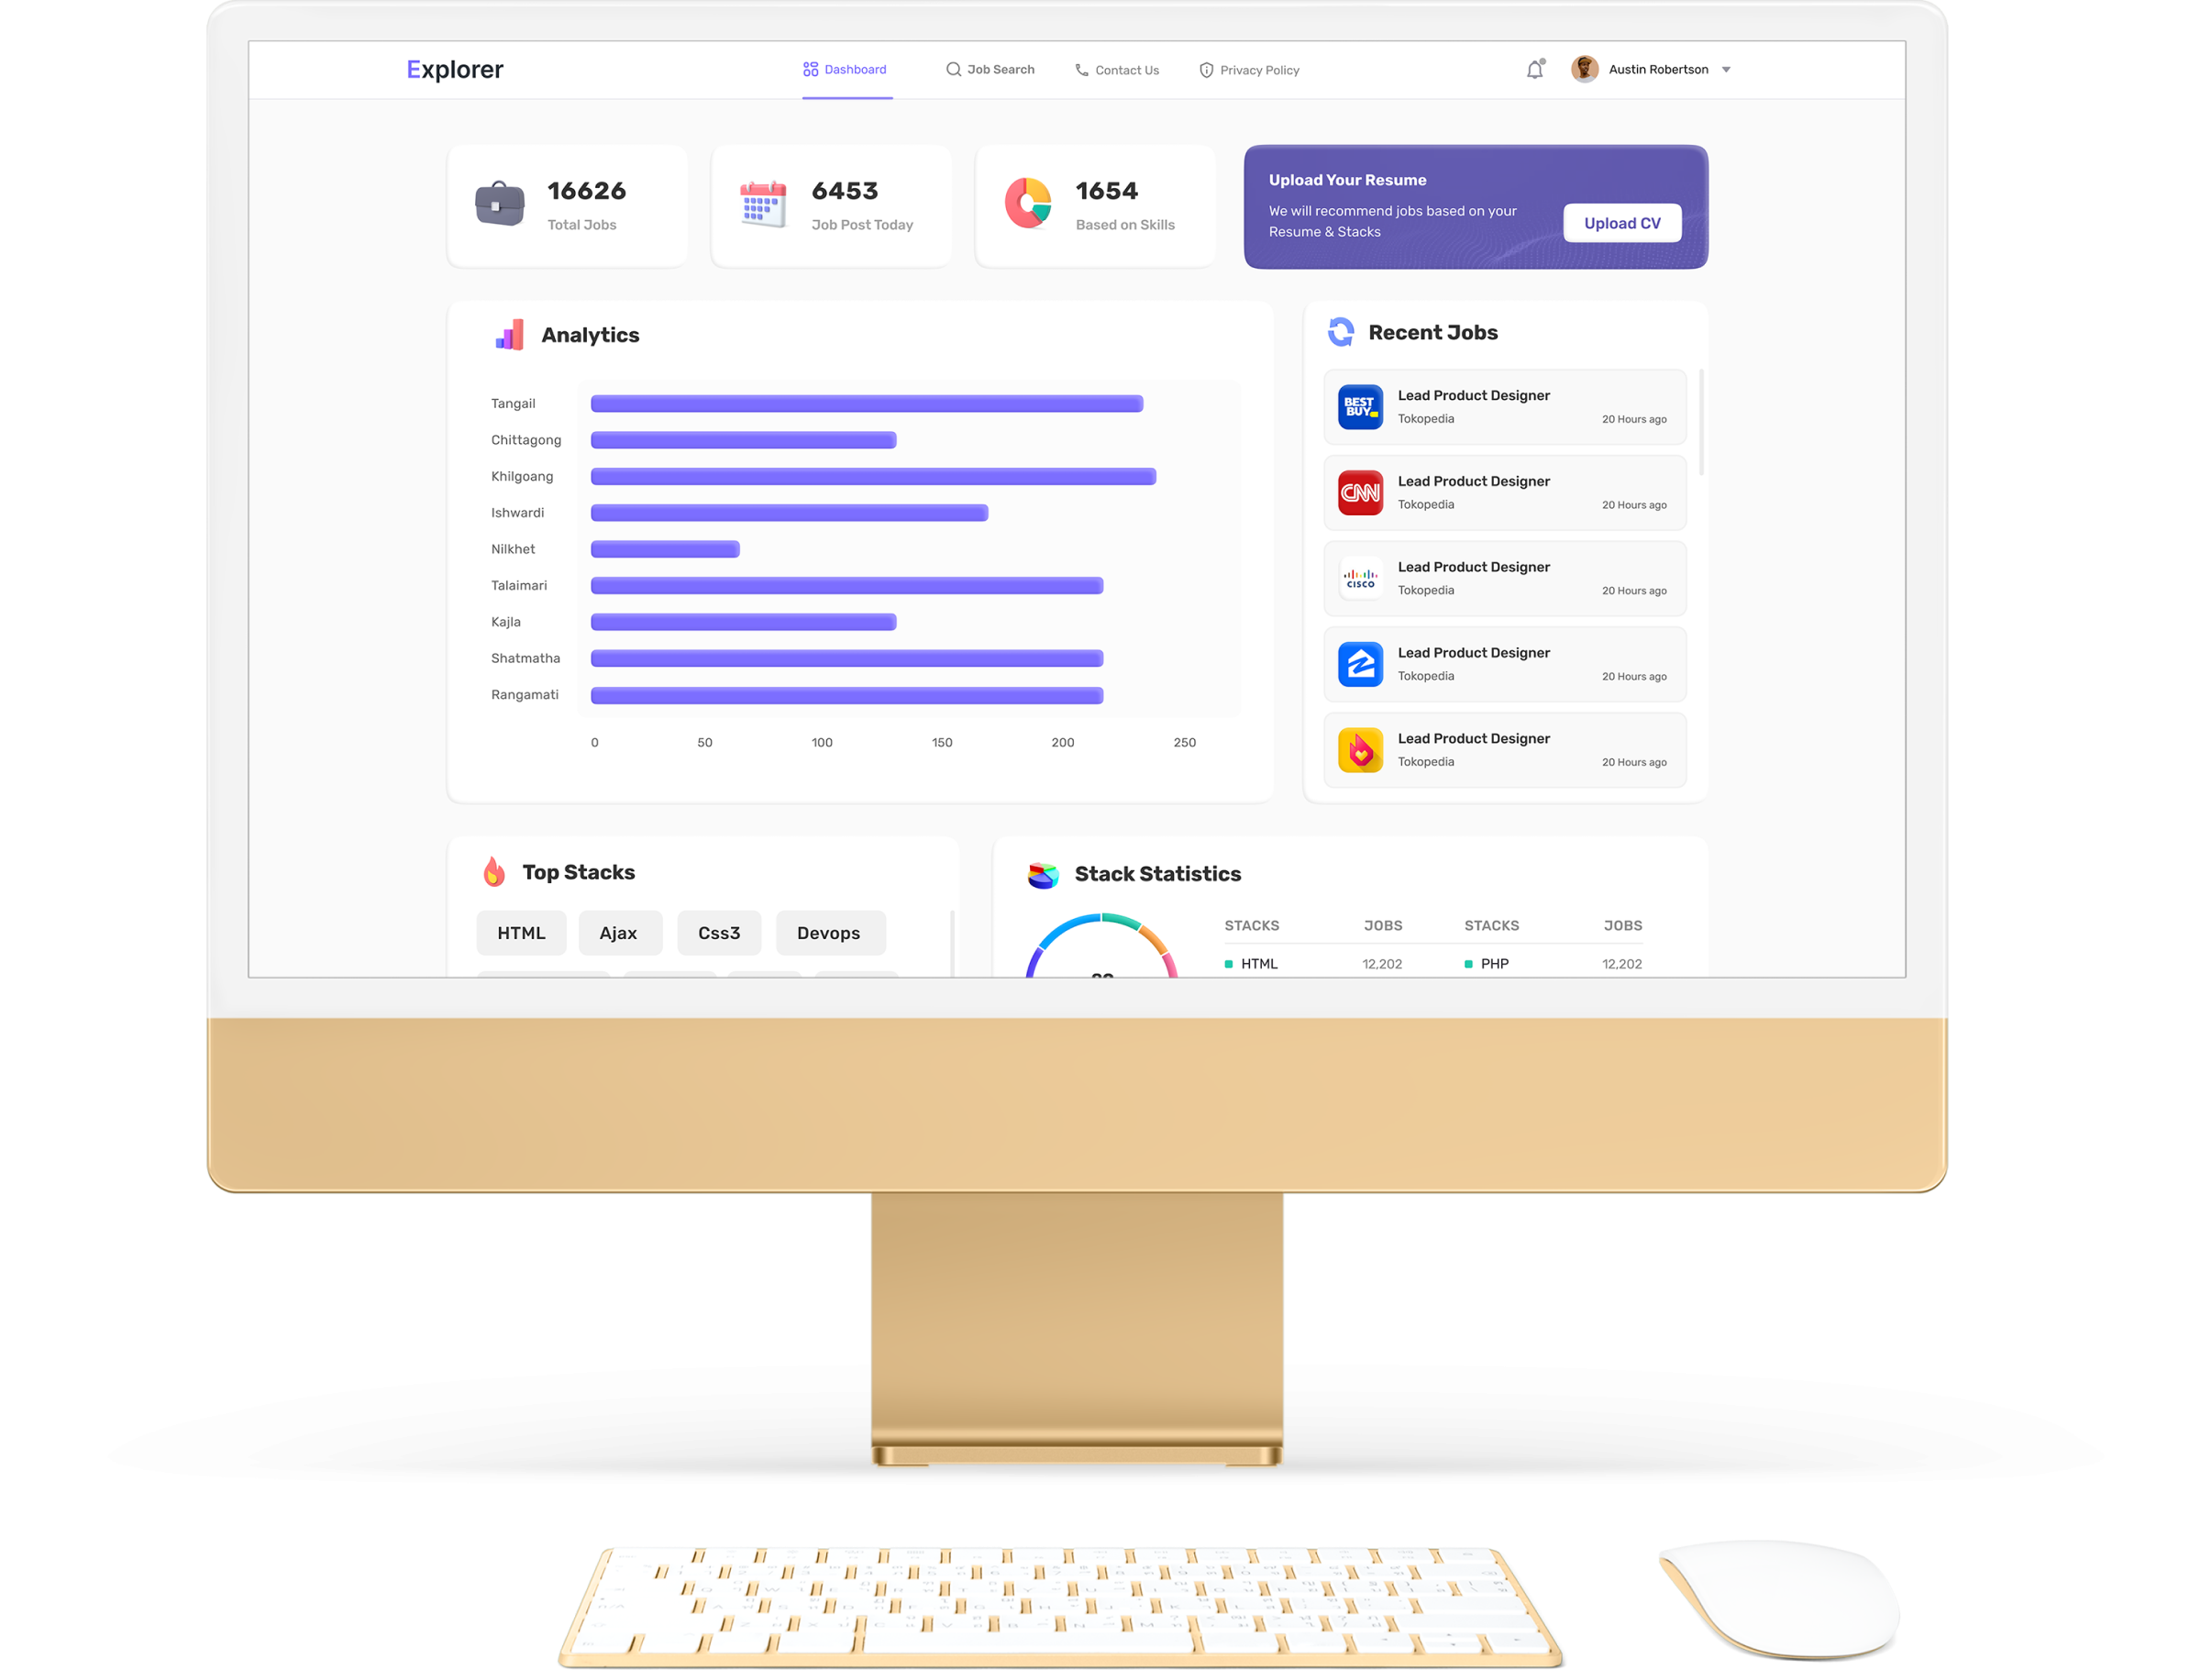 Explorer
Dashboard
Job Search
Contact Us
Privacy Policy
Austin Robertson
16626
Total Jobs
6453
Job Post Today
1654
Based on Skills
Upload Your Resume
We will recommend jobs based on your
Resume & Stacks
Upload CV
Analytics
Tangail
Chittagong
Khilgoang
Ishwardi
Nilkhet
Talaimari
Kajla
Shatmatha
Rangamati
0 50 100 150 200 250
Recent Jobs
BEST
BUY
Lead Product Designer
Tokopedia
20 Hours ago
CNN
Lead Product Designer
Tokopedia
20 Hours ago
CISCO
Lead Product Designer
Tokopedia
20 Hours ago
Lead Product Designer
Tokopedia
20 Hours ago
Lead Product Designer
Tokopedia
20 Hours ago
Top Stacks
HTML Ajax Css3 Devops
Stack Statistics
STACKS JOBS STACKS JOBS
HTML 12,202 PHP 12,202